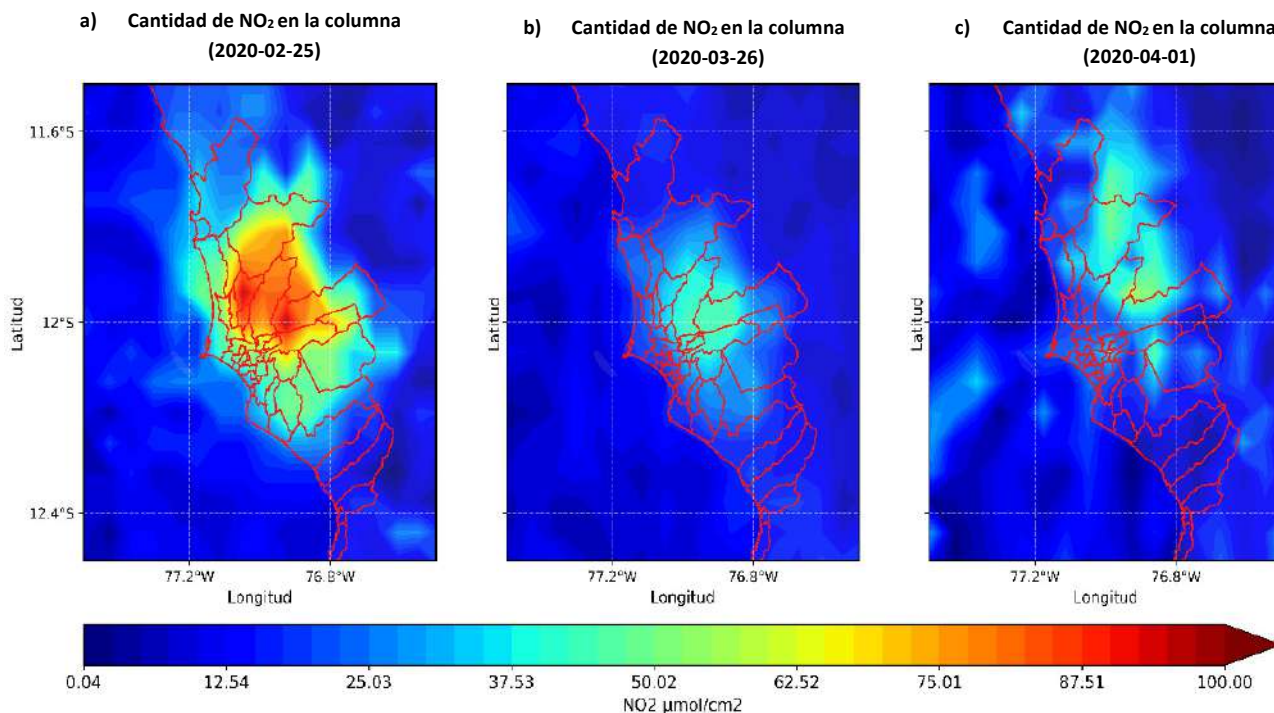 a) Cantidad de NO₂ en la columna
(2020-02-25)
b) Cantidad de NO₂ en la columna
(2020-03-26)
c) Cantidad de NO₂ en la columna
(2020-04-01)
11.6°S
12°S
12.4°S
Latitud
Latitud
Latitud
77.2°W 76.8°W
Longitud
77.2°W 76.8°W
Longitud
77.2°W 76.8°W
Longitud
0.04 12.54 25.03 37.53 50.02 62.52 75.01 87.51 100.00
NO2 µmol/cm2